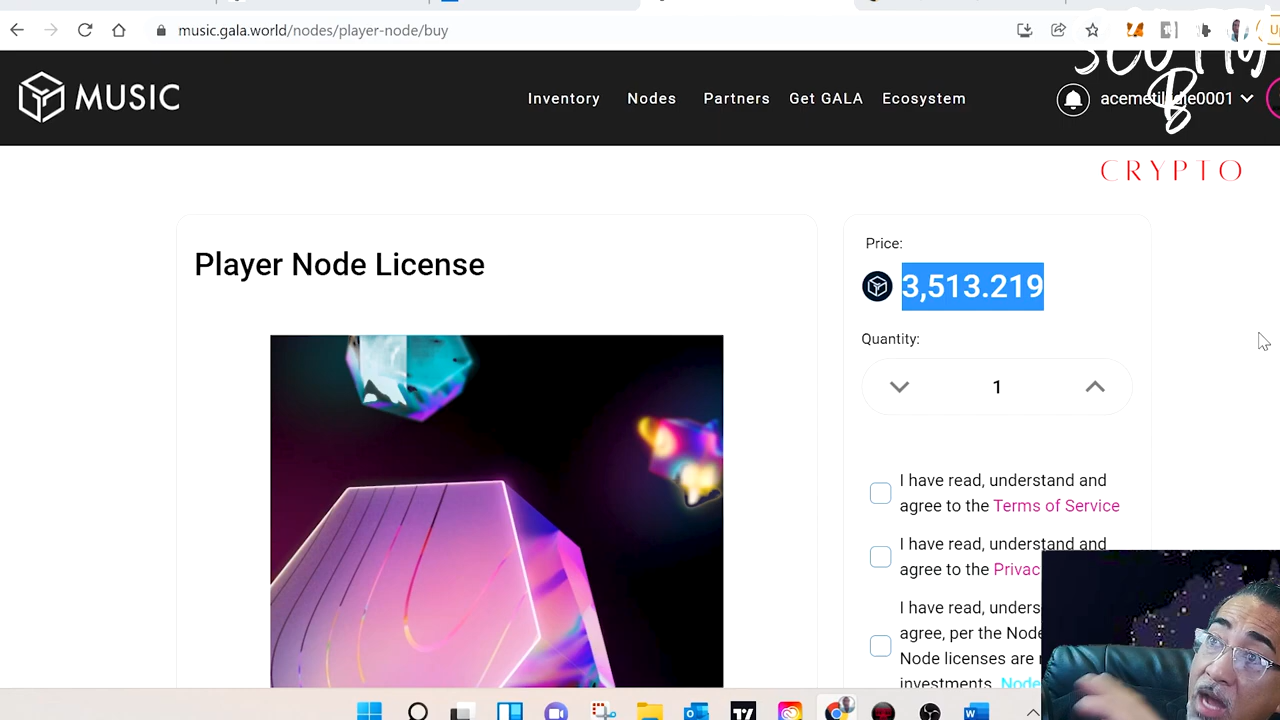 music.gala.world/nodes/player-node/buy
MUSIC
Inventory
Nodes
Partners
Get GALA
Ecosystem
B
CRYPTO
Player Node License
Price:
3,513.219
Quantity:
1
I have read, understand and
agree to the Terms of Service
I have read, understand and
agree to the
I have read,
agree, per the
Node licenses are
investments.